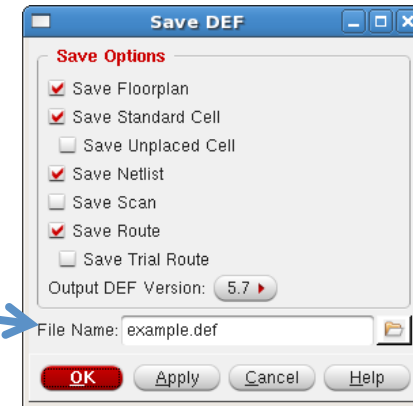 Save DEF
Save Options
Save Floorplan
Save Standard Cell
Save Unplaced Cell
Save Netlist
Save Scan
Save Route
Save Trial Route
Output DEF Version: 5.7
File Name: example.def
OK Apply Cancel Help